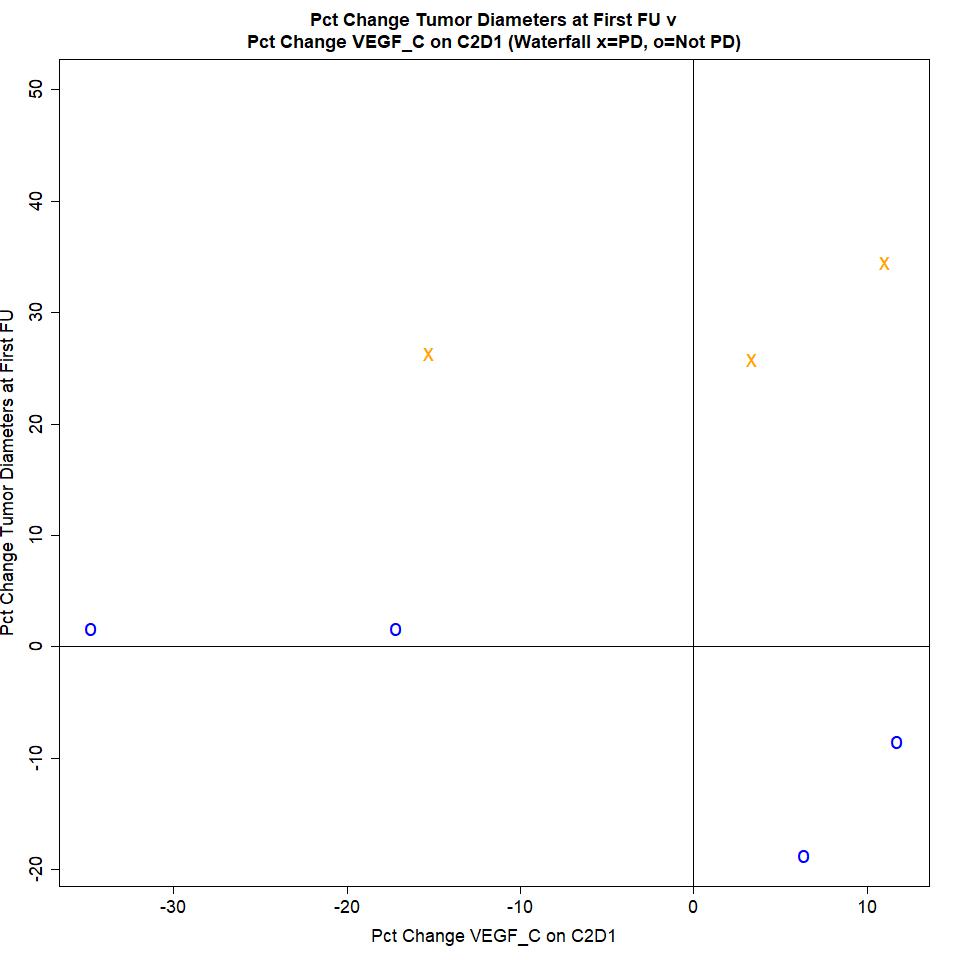 Pct Change Tumor Diameters at First FU v
Pct Change VEGF_C on C2D1 (Waterfall x=PD, o=Not PD)
Pct Change Tumor Diameters at First FU
50
40
30
20
10
0
-10
-20
X
X
X
O
O
O
O
-30
-20
-10
0
10
Pct Change VEGF_C on C2D1